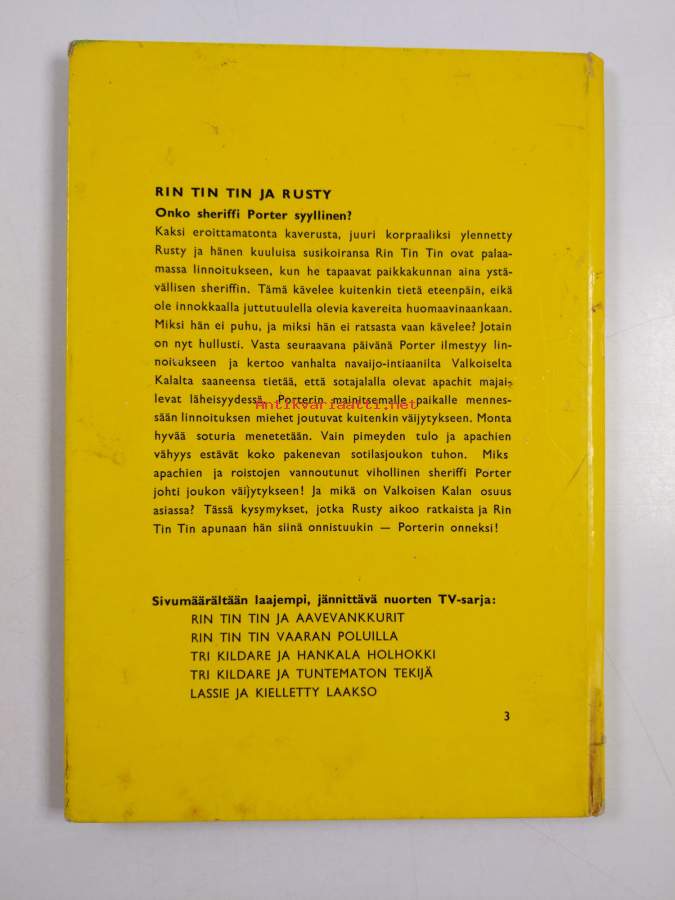 RIN TIN TIN JA RUSTY
Onko sheriffi Porter syyllinen?
Kaksi eroittamatonta kaverusta, juuri korpraaliksi ylennetty
Rusty ja hänen kuuluisa susikoiransa Rin Tin Tin ovat palaa-
massa linnoitukseen, kun he tapaavat paikkakunnan aina ystä-
vällisen sheriffin. Tämä kävelee kuitenkin tietä eteenpäin, eikä
ole innokkaalla juttutuulella olevia kavereita huomaavinaankaan.
Miksi hän ei puhu, ja miksi hän ei ratsasta vaan kävelee? Jotain
on nyt hullusti. Vasta seuraavana päivänä Porter ilmestyy lin-
noitukseen ja kertoo vanhalta navaijo-intiaanilta Valkoiselta
Kalalta saaneensa tietää, että sotajalalla olevat apachit majai-
levat läheisyydessä. Porterin mainitsemalle paikalle mennes-
Antikvariaatti.net
sään linnoituksen miehet joutuvat kuitenkin väijytykseen. Monta
hyvää soturia menetetään. Vain pimeyden tulo ja apachien
vähyys estävät koko pakenevan sotilasjoukon tuhon. Miks
apachien ja roistojen vannoutunut vihollinen sheriffi Porter
johti joukon väijytykseen! Ja mikä on Valkoisen Kalan osuus
asiassa? Tässä kysymykset, jotka Rusty aikoo ratkaista ja Rin
Tin Tin apunaan hän siinä onnistuukin — Porterin onneksi!
Sivumäärältään laajempi, jännittävä nuorten TV-sarja:
RIN TIN TIN JA AAVEVANKKURIT
RIN TIN TIN VAARAN POLUILLA
TRI KILDARE JA HANKALA HOLHOKKI
TRI KILDARE JA TUNTEMATON TEKIJÄ
LASSIE JA KIELLETTY LAAKSO
3